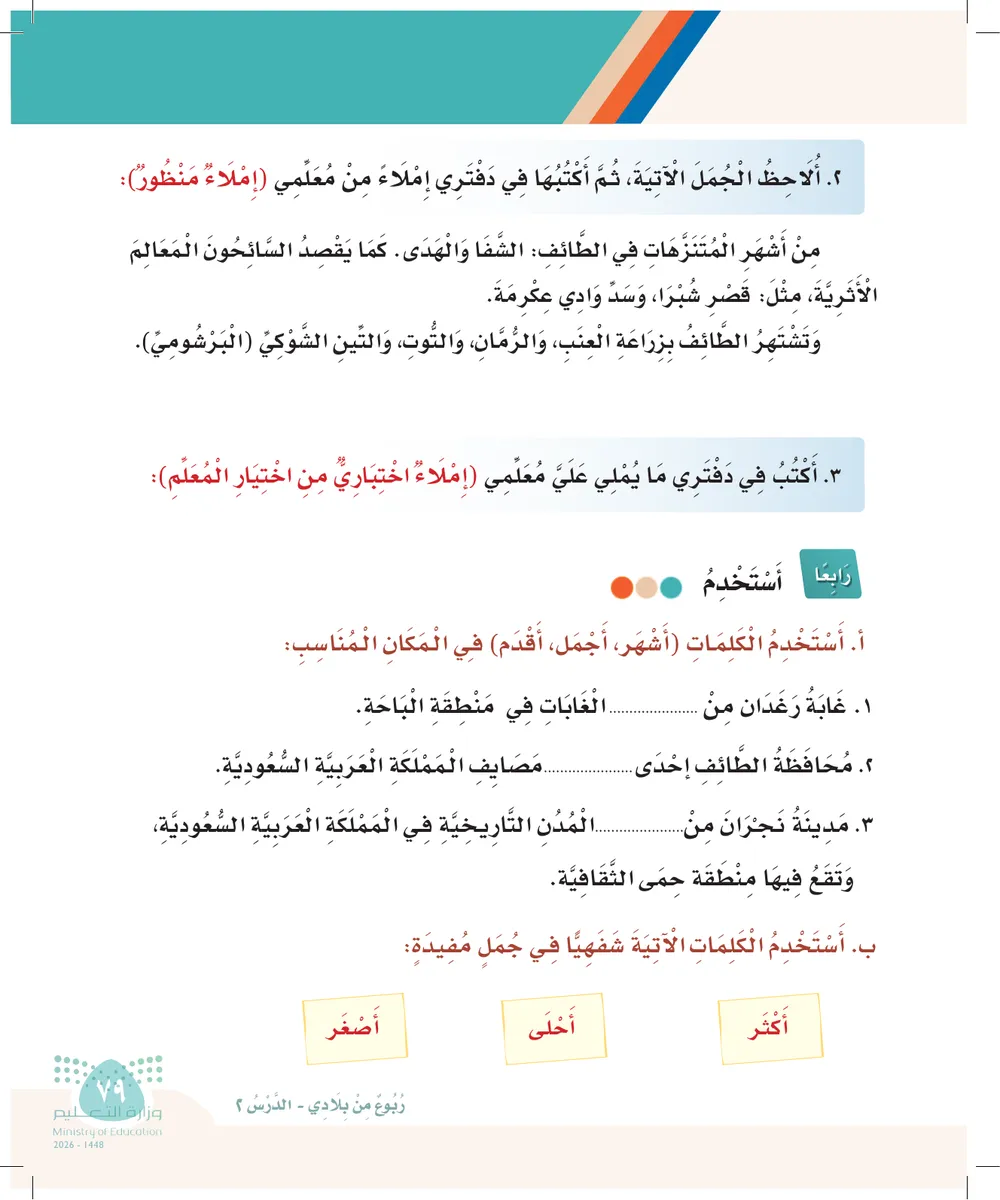 ٢. أُلَاحِظُ الْجُمَلَ الْآتِيَةَ، ثُمَّ أَكْتُبُهَا فِي دَفْتَرِي إِمْلَاءً مِنْ مُعَلِّمِي (إِمْلَاءٌ مَنْظُورٌ):
مِنْ أَشْهَرِ الْمُتَنَزَّهَاتِ فِي الطَّائِفِ: الشَّفَا وَالْهَدَى. كَمَا يَقْصِدُ السَّائِحُونَ الْمَعَالِمَ
الْأَثَرِيَّةَ، مِثْلَ: قَصْرِ شُبْرَا، وَسَدِّ وَادِي عِكْرِمَةَ.
وَتَشْتَهِرُ الطَّائِفُ بِزِرَاعَةِ الْعِنَبِ، وَالرُّمَّانِ، وَالتُّوتِ، وَالتِّينِ الشَّوْكِيِّ (الْبَرْشُومِيِّ).
٣. أَكْتُبُ فِي دَفْتَرِي مَا يُمْلِي عَلَيَّ مُعَلِّمِي (إِمْلَاءٌ اخْتِبَارِيٌّ مِنِ اخْتِيَارِ الْمُعَلِّمِ):
رَابِعًا أَسْتَخْدِمُ
أ. أَسْتَخْدِمُ الْكَلِمَاتِ (أَشْهَر، أَجْمَل، أَقْدَم) فِي الْمَكَانِ الْمُنَاسِبِ:
١. غَابَةُ رَغَدَان مِنْ ...................... الْغَابَاتِ فِي مَنْطِقَةِ الْبَاحَةِ.
٢. مُحَافَظَةُ الطَّائِفِ إحْدَى ...................... مَصَايِفِ الْمَمْلَكَةِ الْعَرَبِيَّةِ السُّعُودِيَّةِ.
٣. مَدِينَةُ نَجْرَانَ مِنْ ...................... الْمُدُنِ التَّارِيخِيَّةِ فِي الْمَمْلَكَةِ الْعَرَبِيَّةِ السُّعُودِيَّةِ،
وَتَقَعُ فِيهَا مِنْطَقَة حِمَى الثَّقَافِيَّة.
ب. أَسْتَخْدِمُ الْكَلِمَاتِ الْآتِيَةَ شَفَهِيًّا فِي جُمَلٍ مُفِيدَةٍ:
أَكْثَر أَحْلَى أَصْغَر
رُبُوعٌ مِنْ بِلَادِي - الدَّرْسُ ٢
٧٩
وزارة التعليم
Ministry of Education
2026 - 1448